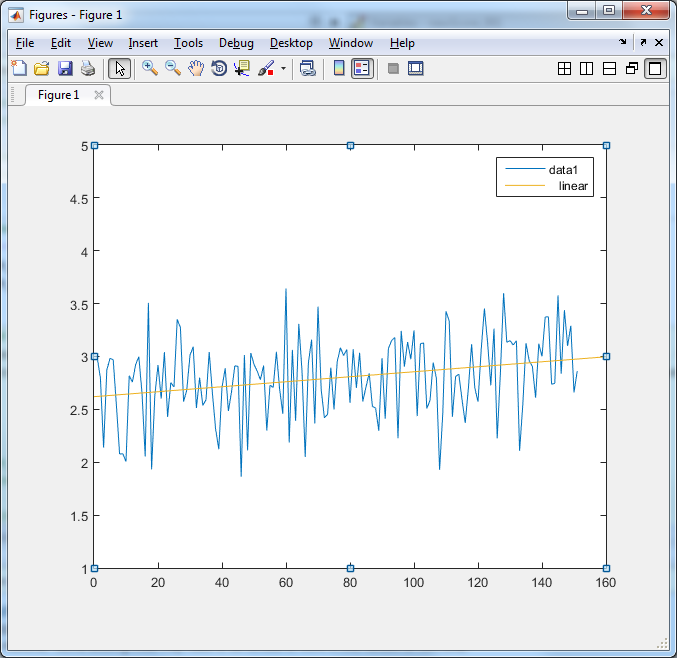 Figures - Figure 1
File Edit View Insert Tools Debug Desktop Window Help
Figure 1
5
4.5
4
3.5
3
2.5
2
1.5
1
0 20 40 60 80 100 120 140 160
data1
linear